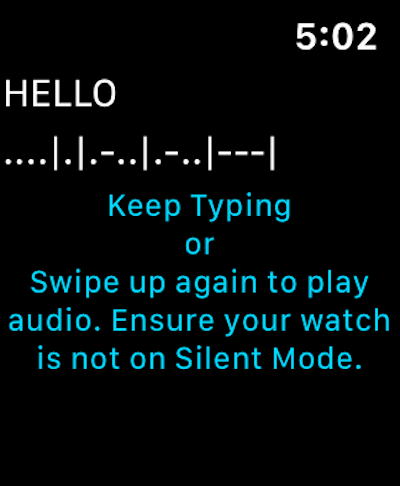 5:02
HELLO
....|.|.-..|.-..|---|
Keep Typing
or
Swipe up again to play
audio. Ensure your watch
is not on Silent Mode.